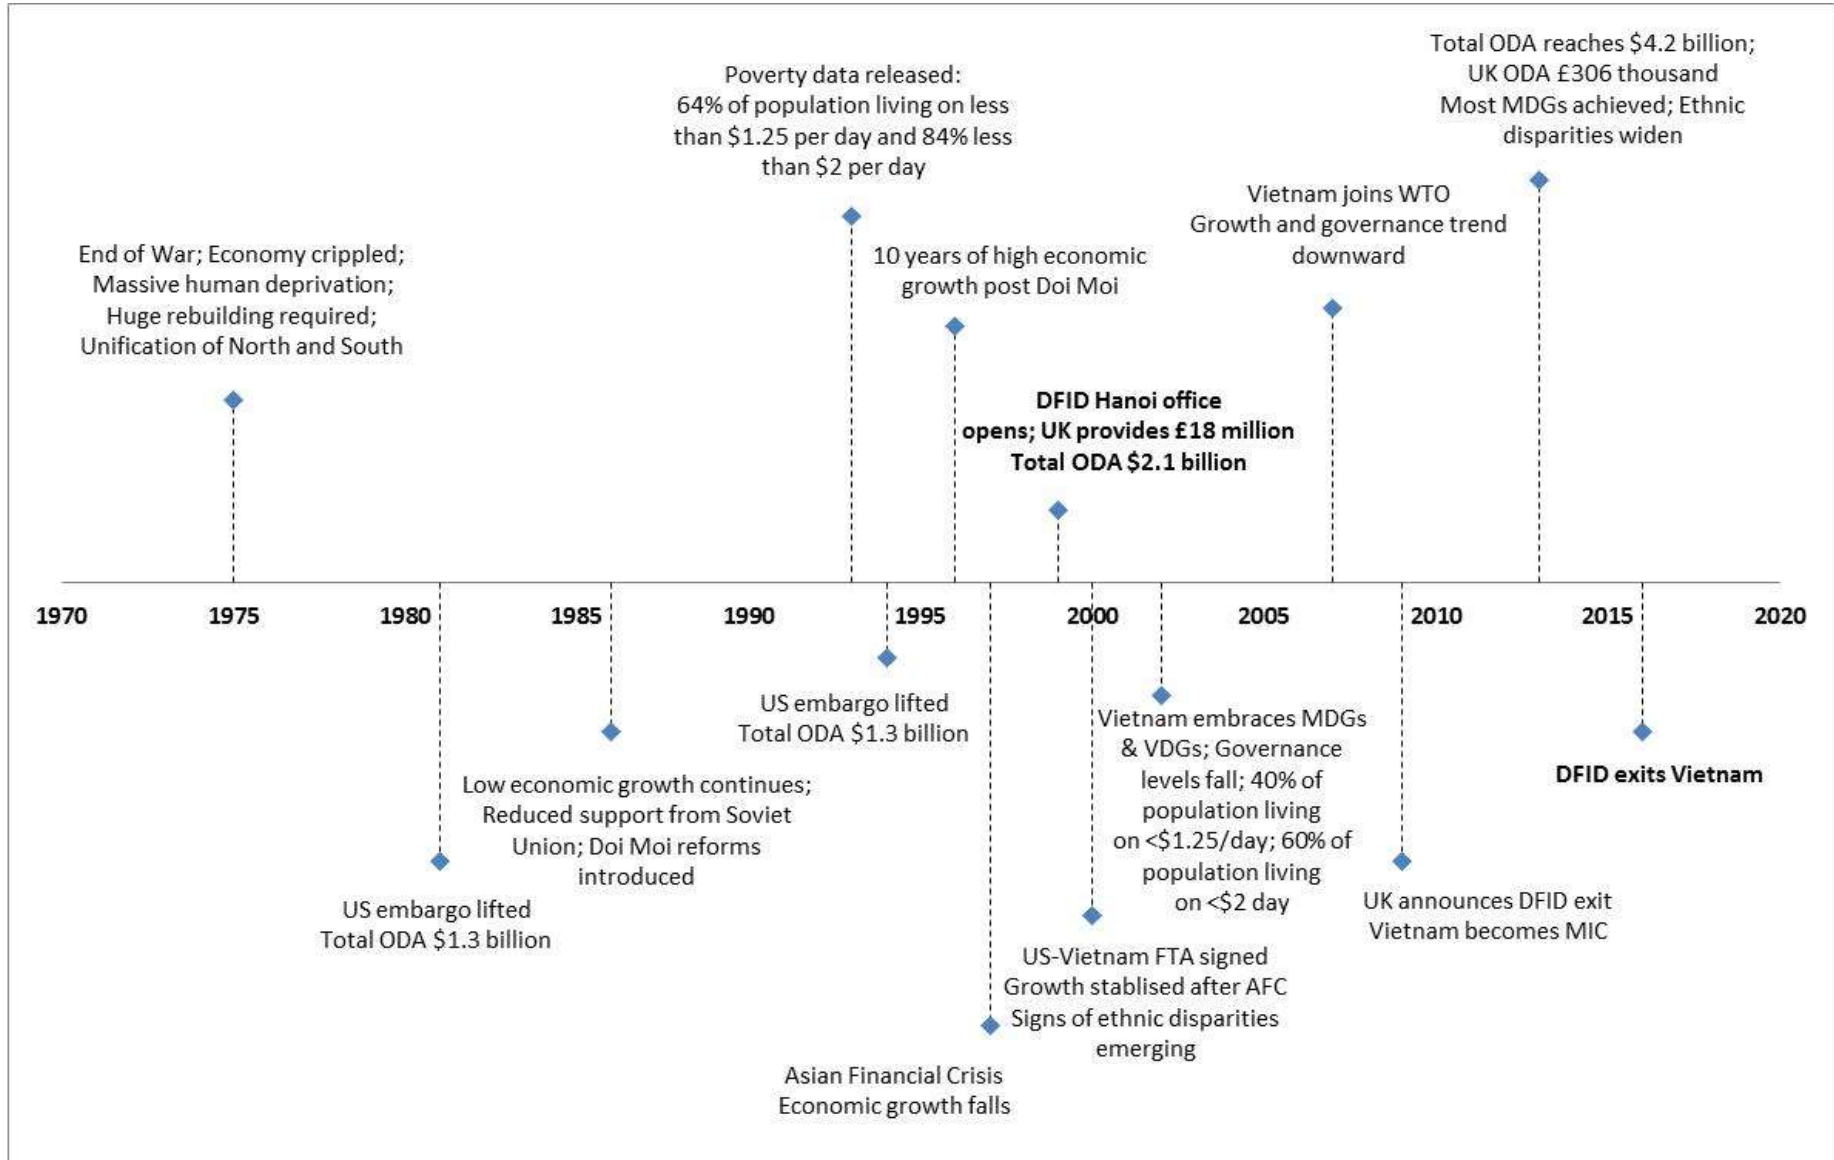 Total ODA reaches $4.2 billion;
UK ODA £306 thousand
Most MDGs achieved; Ethnic
disparities widen
Poverty data released:
64% of population living on less
than $1.25 per day and 84% less
than $2 per day
Vietnam joins WTO
Growth and governance trend
downward
End of War; Economy crippled;
Massive human deprivation;
Huge rebuilding required;
Unification of North and South
10 years of high economic
growth post Doi Moi
DFID Hanoi office
opens; UK provides £18 million
Total ODA $2.1 billion
1970 1975 1980 1985 1990 1995 2000 2005 2010 2015 2020
US embargo lifted
Total ODA $1.3 billion
Vietnam embraces MDGs
& VDGs; Governance
levels fall; 40% of
population living
on <$1.25/day; 60% of
population living
on <$2 day
DFID exits Vietnam
Low economic growth continues;
Reduced support from Soviet
Union; Doi Moi reforms
introduced
UK announces DFID exit
Vietnam becomes MIC
US embargo lifted
Total ODA $1.3 billion
US-Vietnam FTA signed
Growth stablised after AFC
Signs of ethnic disparities
emerging
Asian Financial Crisis
Economic growth falls